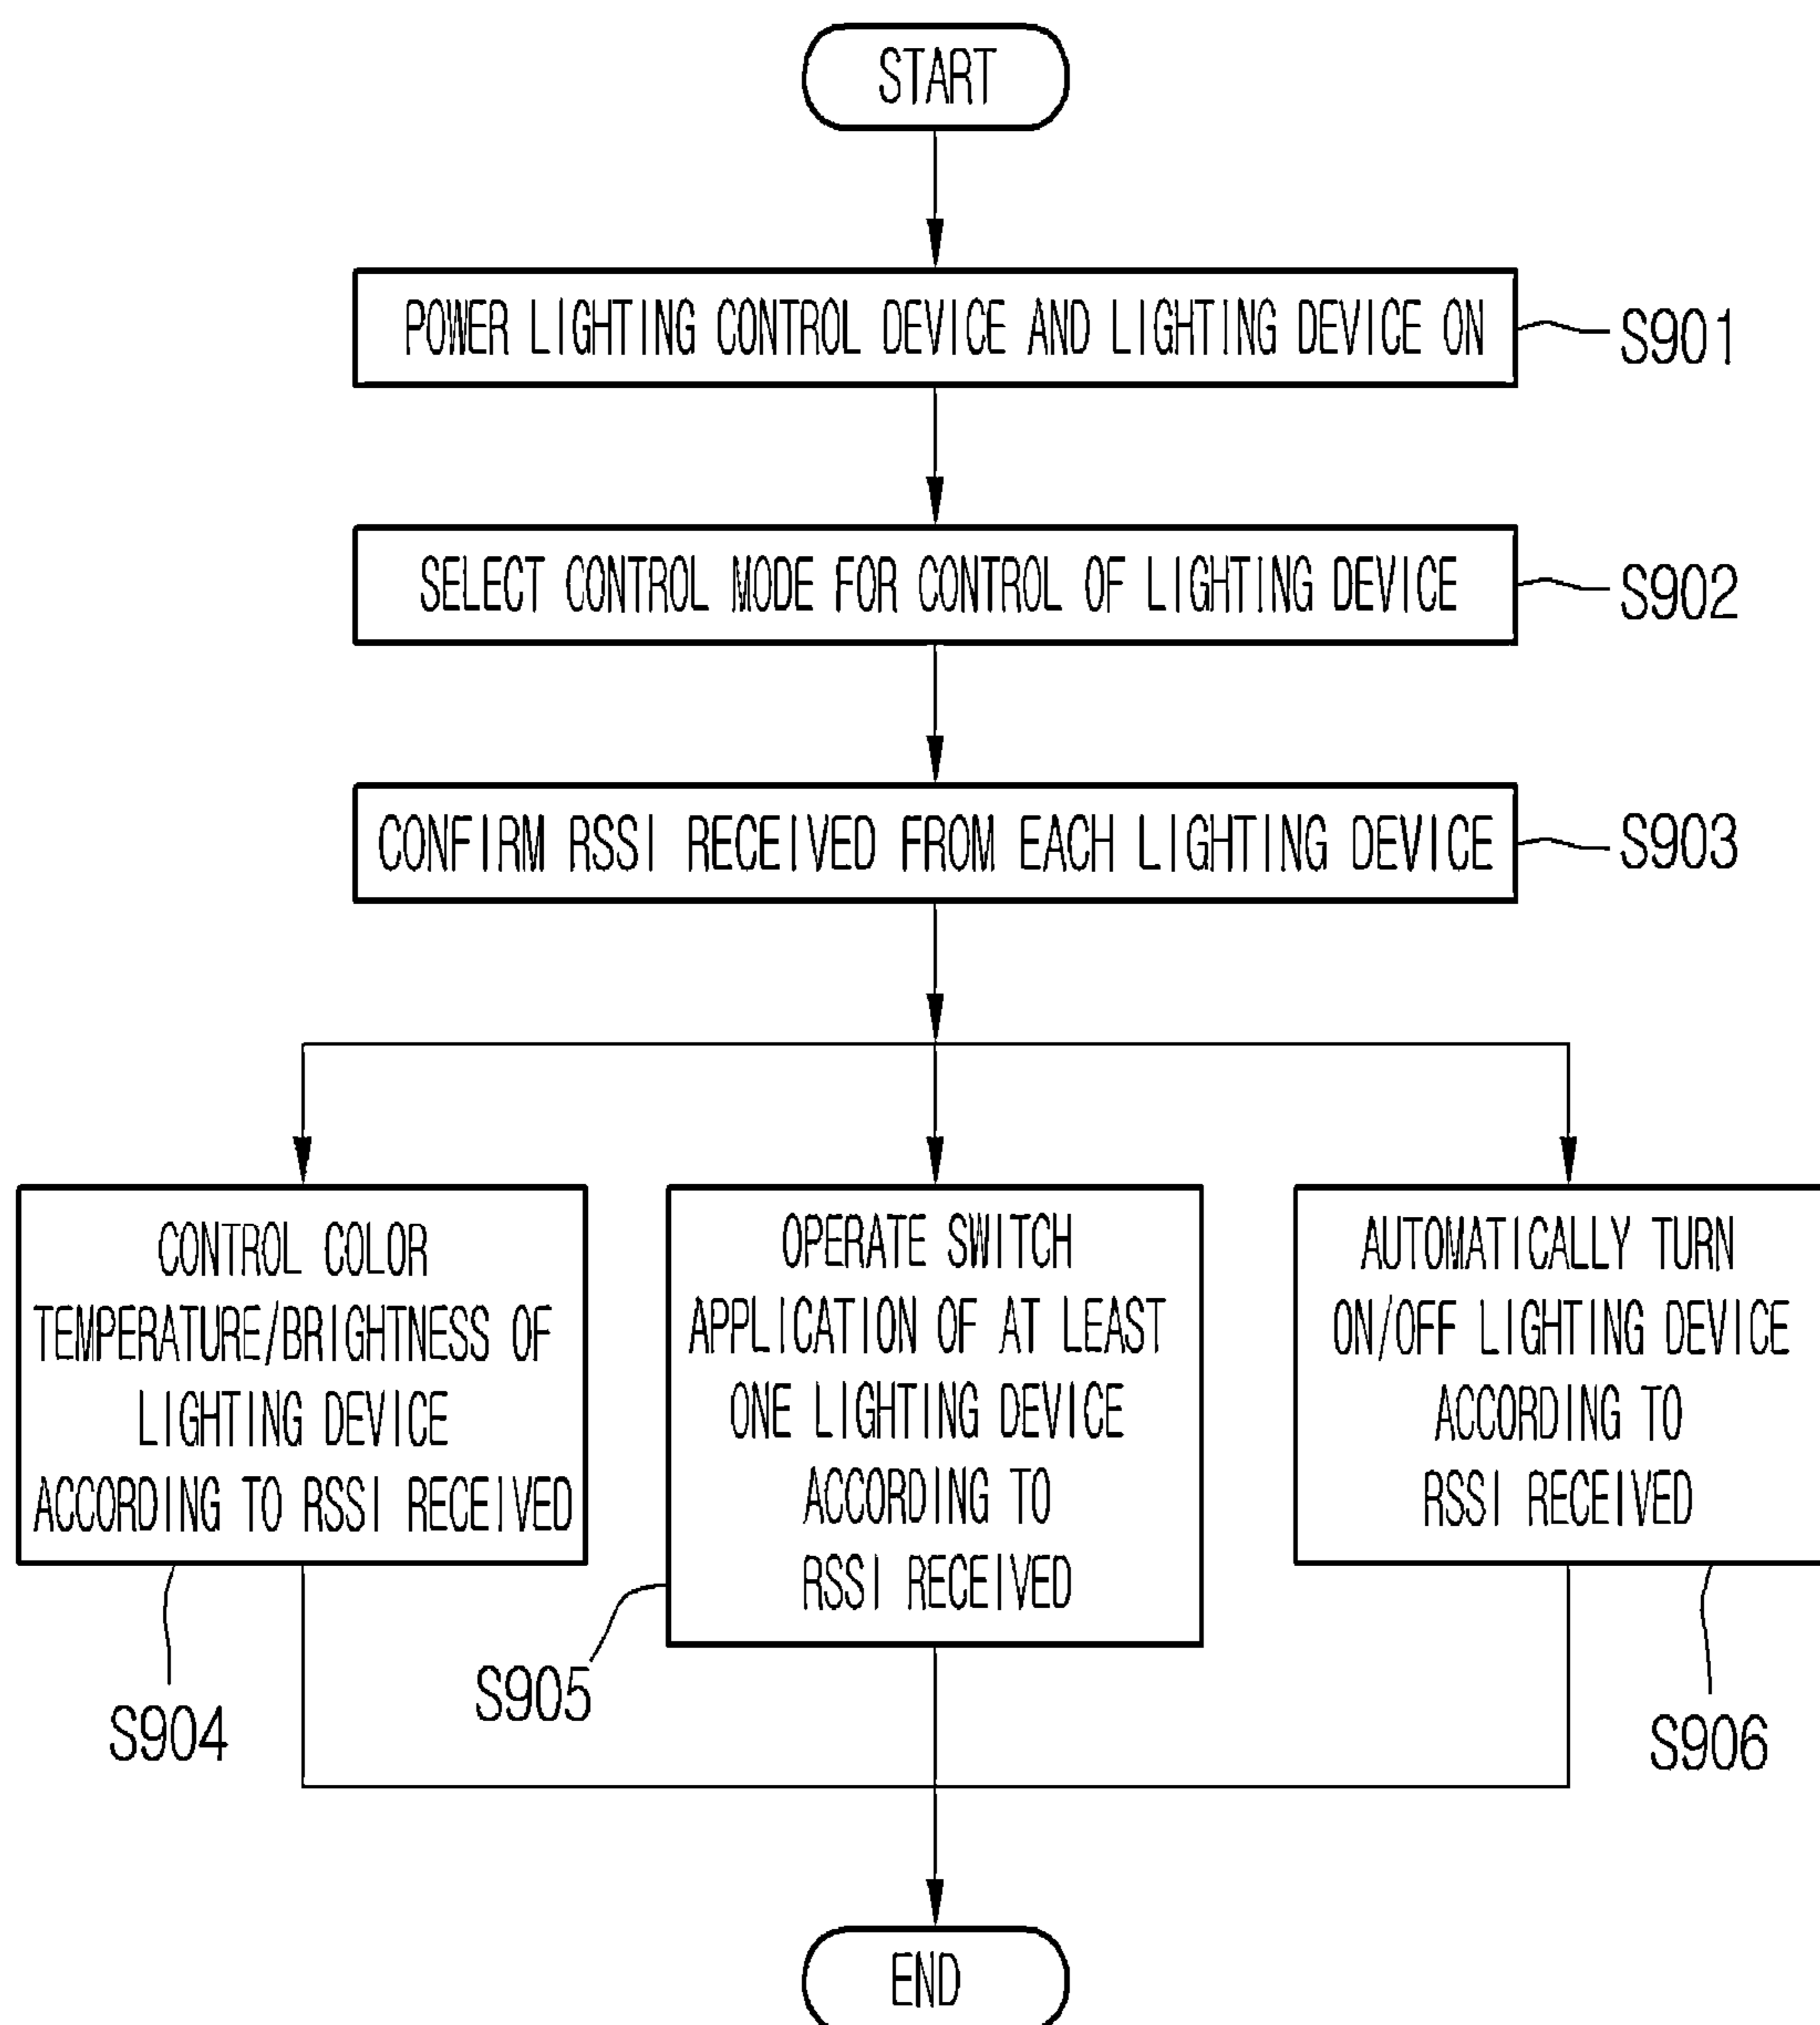 START
POWER LIGHTING CONTROL DEVICE AND LIGHTING DEVICE ON
S901
SELECT CONTROL MODE FOR CONTROL OF LIGHTING DEVICE
S902
CONFIRM RSSI RECEIVED FROM EACH LIGHTING DEVICE
S903
CONTROL COLOR
TEMPERATURE/BRIGHTNESS OF
LIGHTING DEVICE
ACCORDING TO RSSI RECEIVED
S904
OPERATE SWITCH
APPLICATION OF AT LEAST
ONE LIGHTING DEVICE
ACCORDING TO
RSSI RECEIVED
S905
AUTOMATICALLY TURN
ON/OFF LIGHTING DEVICE
ACCORDING TO
RSSI RECEIVED
S906
END